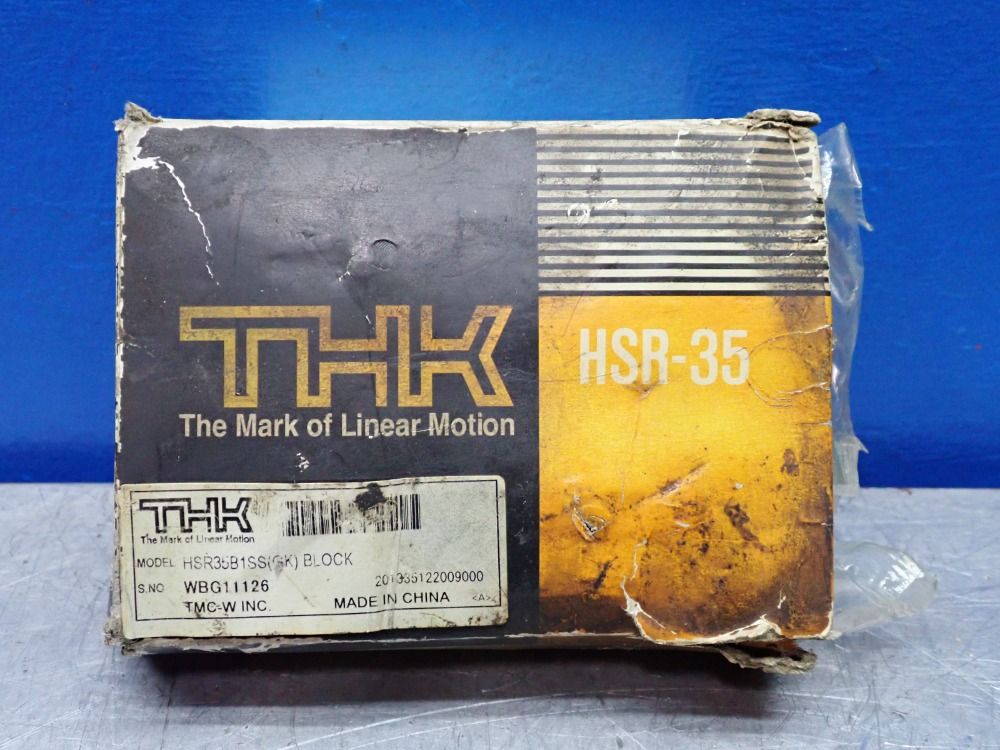 THK
The Mark of Linear Motion
HSR-35
THK
The Mark of Linear Motion
MODEL HSR35B1SS(GK) BLOCK
S.NO WBG11126 201335122009000
TMC-W INC. MADE IN CHINA <A>